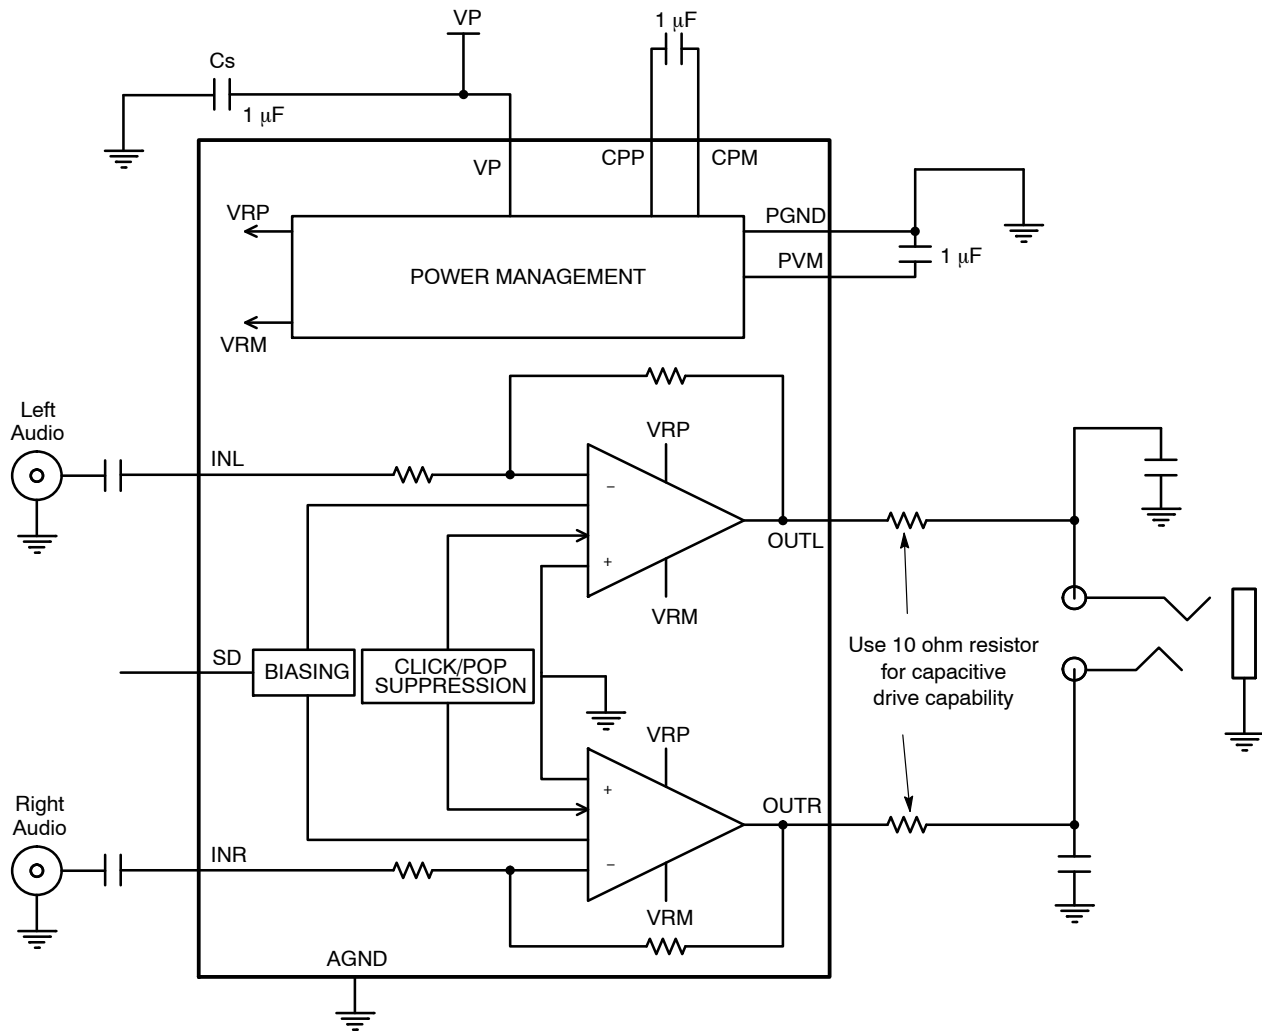 VP
1 μF
Cs
1 μF
VP
CPP
CPM
VRP
PGND
POWER MANAGEMENT
PVM
1 μF
VRM
Left
Audio
INL
VRP
−
+
OUTL
VRM
SD
BIASING
CLICK/POP
SUPPRESSION
Use 10 ohm resistor
for capacitive
drive capability
VRP
+
OUTR
Right
Audio
INR
−
VRM
AGND